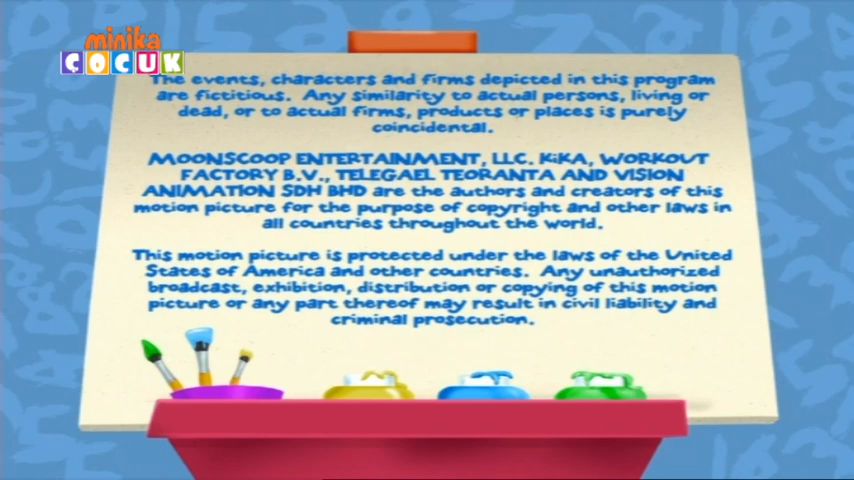 minika
ÇOCUK
The events, characters and firms depicted in this program
are fictitious. Any similarity to actual persons, living or
dead, or to actual firms, products or places is purely
coincidental.
MOONSCOOP ENTERTAINMENT, LLC. KiKA, WORKOUT
FACTORY B.V., TELEGAEL TEORANTA AND VISION
ANIMATION SDH BHD are the authors and creators of this
motion picture for the purpose of copyright and other laws in
all countries throughout the world.
This motion picture is protected under the laws of the United
States of America and other countries. Any unauthorized
broadcast, exhibition, distribution or copying of this motion
picture or any part thereof may result in civil liability and
criminal prosecution.